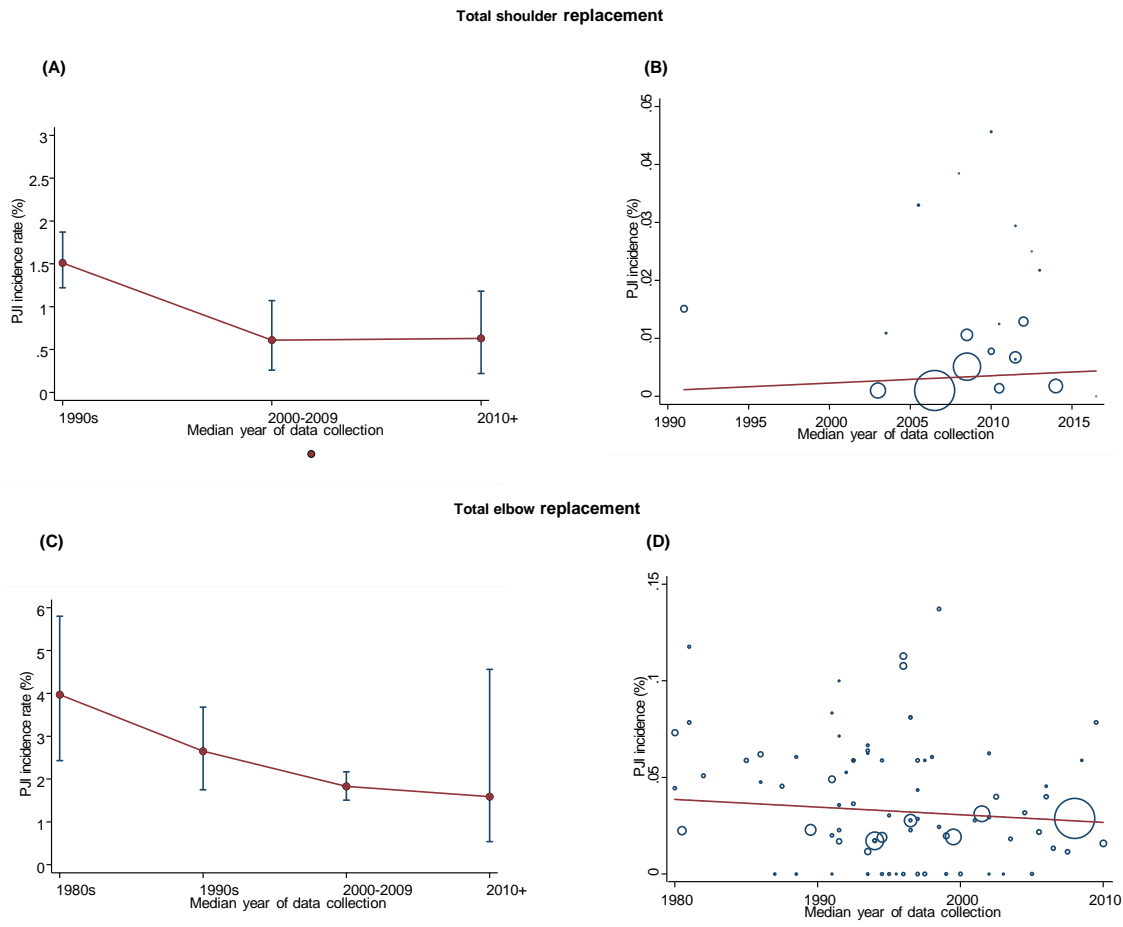 Total shoulder replacement
(A)
(B)
PJI incidence rate (%)
3
2.5
2
1.5
1
.5
0
1990s
2000-2009
2010+
Median year of data collection
PJI incidence (%)
.05
.04
.03
.02
.01
0
1990
1995
2000
2005
2010
2015
Median year of data collection
Total elbow replacement
(C)
(D)
PJI incidence rate (%)
6
5
4
3
2
1
0
1980s
1990s
2000-2009
2010+
Median year of data collection
PJI incidence (%)
.15
.1
.05
0
1980
1990
2000
2010
Median year of data collection